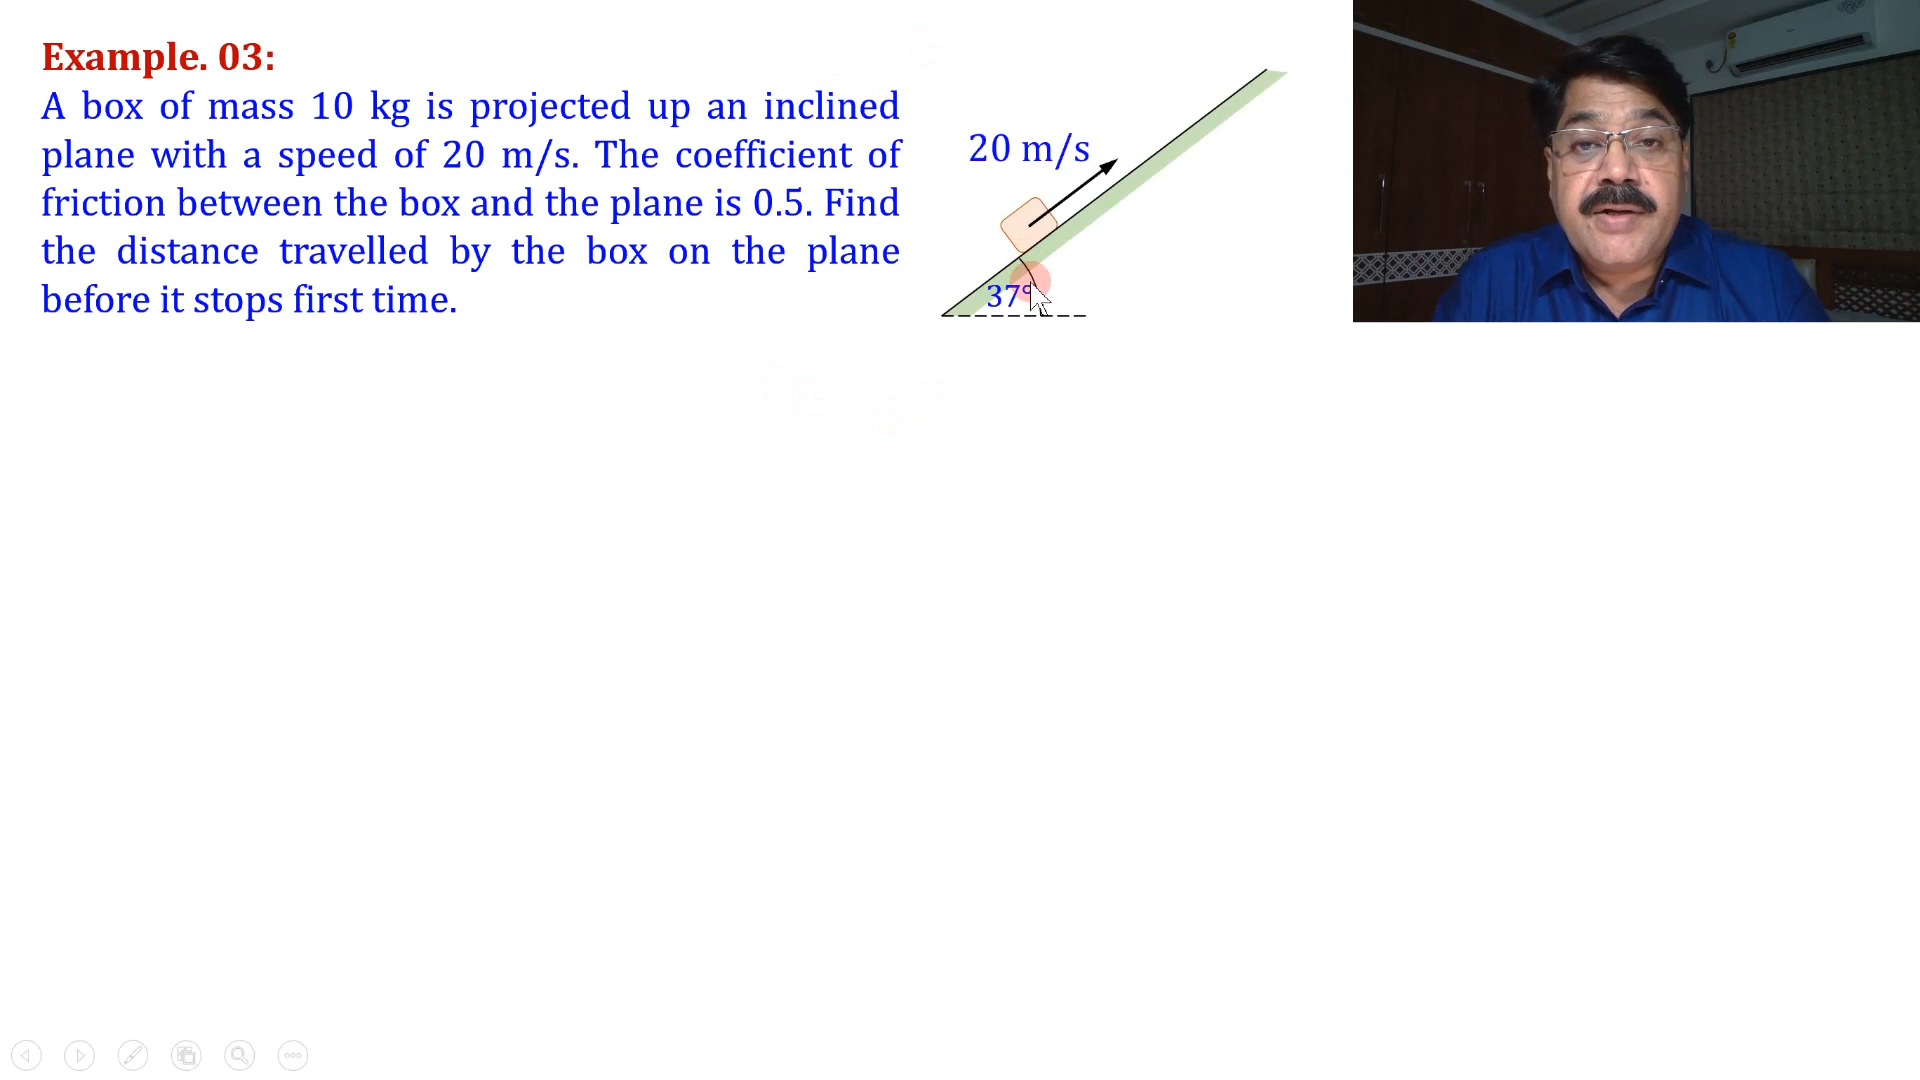 Example. 03:
A box of mass 10 kg is projected up an inclined
plane with a speed of 20 m/s. The coefficient of
friction between the box and the plane is 0.5. Find
the distance travelled by the box on the plane
before it stops first time.
20 m/s
37°